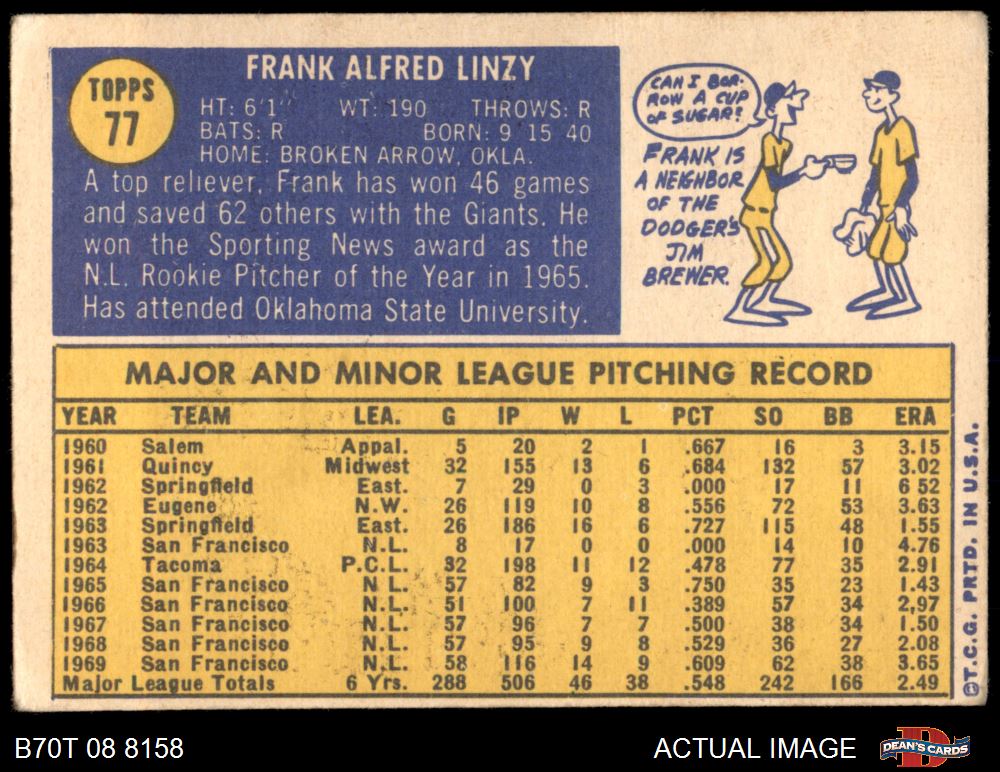 TOPPS
77
FRANK ALFRED LINZY
HT: 6'1" WT: 190 THROWS: R
BATS: R BORN: 9 15 40
HOME: BROKEN ARROW, OKLA.
A top reliever, Frank has won 46 games
and saved 62 others with the Giants. He
won the Sporting News award as the
N.L. Rookie Pitcher of the Year in 1965.
Has attended Oklahoma State University.
CAN I BOR-
ROW A CUP
OF SUGAR?
FRANK IS
A NEIGHBOR
OF THE
DODGER'S
JIM
BREWER.
MAJOR AND MINOR LEAGUE PITCHING RECORD
YEAR TEAM LEA. G IP W L PCT SO BB ERA
1960 Salem Appal. 5 20 2 1 .667 16 3 3.15
1961 Quincy Midwest 32 155 13 6 .684 132 57 3.02
1962 Springfield East. 7 29 0 3 .000 17 11 6 52
1962 Eugene N.W. 26 119 10 8 .556 72 53 3.63
1963 Springfield East. 26 186 16 6 .727 115 48 1.55
1963 San Francisco N.L. 8 17 0 0 .000 14 10 4.76
1964 Tacoma P.C.L. 32 198 11 12 .478 77 35 2.91
1965 San Francisco N L. 57 82 9 3 .750 35 23 1.43
1966 San Francisco N.L. 51 100 7 11 .389 57 34 2.97
1967 San Francisco N.L. 57 96 7 7 .500 38 34 1.50
1968 San Francisco N.L. 57 95 9 8 .529 36 27 2.08
1969 San Francisco N.L. 58 116 14 9 .609 62 38 3.65
Major League Totals 6 Yrs. 288 506 46 38 .548 242 166 2.49
©T.C.G. PRTD. IN U.S.A.
B70T 08 8158
ACTUAL IMAGE
D
DEAN'S CARDS